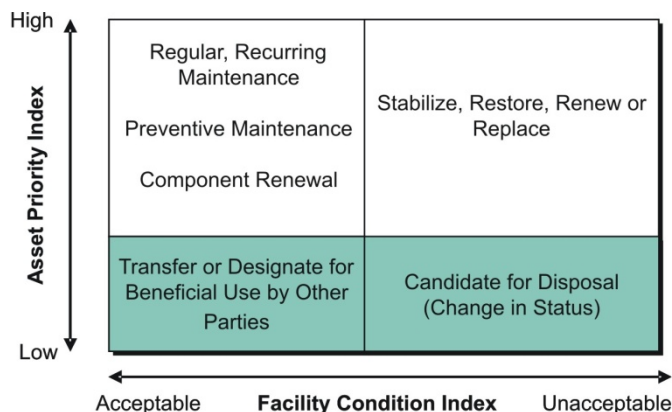 High
Asset Priority Index
Low
Regular, Recurring
Maintenance
Preventive Maintenance
Component Renewal
Stabilize, Restore, Renew or
Replace
Transfer or Designate for
Beneficial Use by Other
Parties
Candidate for Disposal
(Change in Status)
Acceptable Facility Condition Index Unacceptable